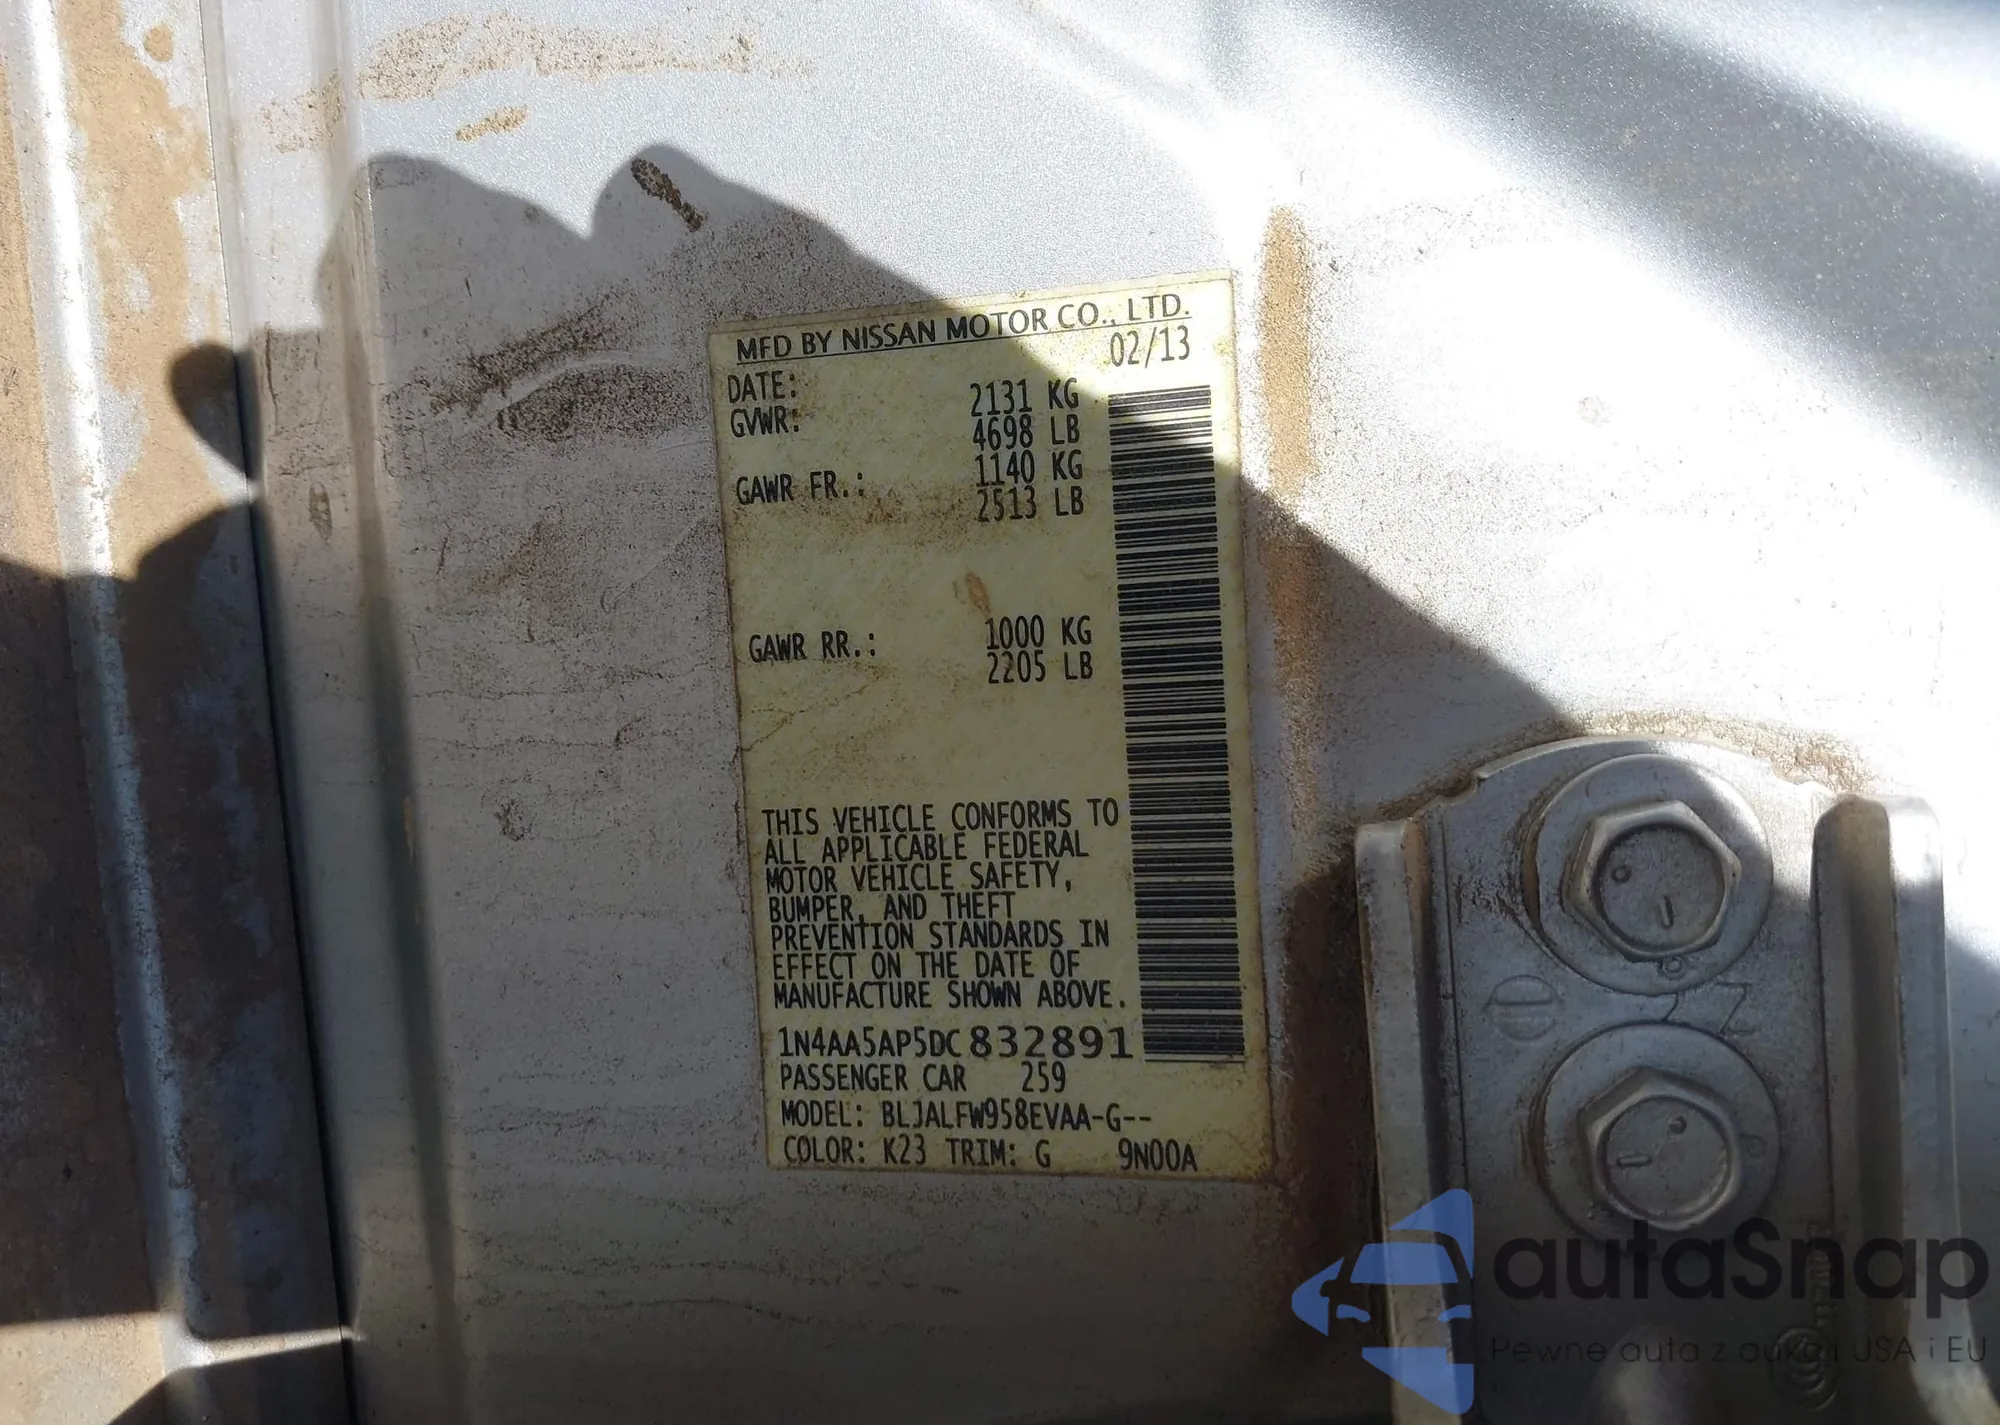 MFD BY NISSAN MOTOR CO., LTD.
DATE: 02/13
GVWR: 2131 KG
4698 LB
GAWR FR.: 1140 KG
2513 LB
GAWR RR.: 1000 KG
2205 LB
THIS VEHICLE CONFORMS TO
ALL APPLICABLE FEDERAL
MOTOR VEHICLE SAFETY,
BUMPER, AND THEFT
PREVENTION STANDARDS IN
EFFECT ON THE DATE OF
MANUFACTURE SHOWN ABOVE.
1N4AA5AP5DC832891
PASSENGER CAR 259
MODEL: BLJALFW958EVAA-G--
COLOR: K23 TRIM: G 9N00A
autaSnap
Pewne auta z aukcji USA i EU